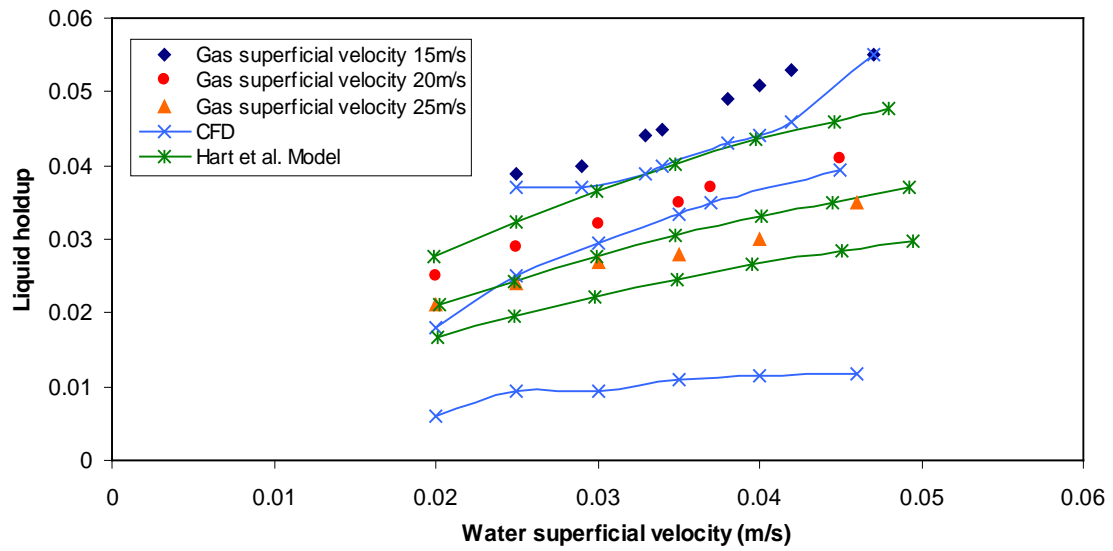 0.06
0.05
0.04
0.03
0.02
0.01
0
Liquid holdup
Gas superficial velocity 15m/s
Gas superficial velocity 20m/s
Gas superficial velocity 25m/s
CFD
Hart et al. Model
0 0.01 0.02 0.03 0.04 0.05 0.06
Water superficial velocity (m/s)